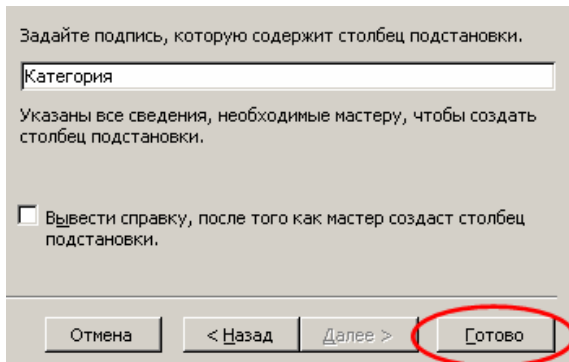 Задайте подпись, которую содержит столбец подстановки.
Категория
Указаны все сведения, необходимые мастеру, чтобы создать
столбец подстановки.
Вывести справку, после того как мастер создаст столбец
подстановки.
Отмена < Назад Далее > Готово